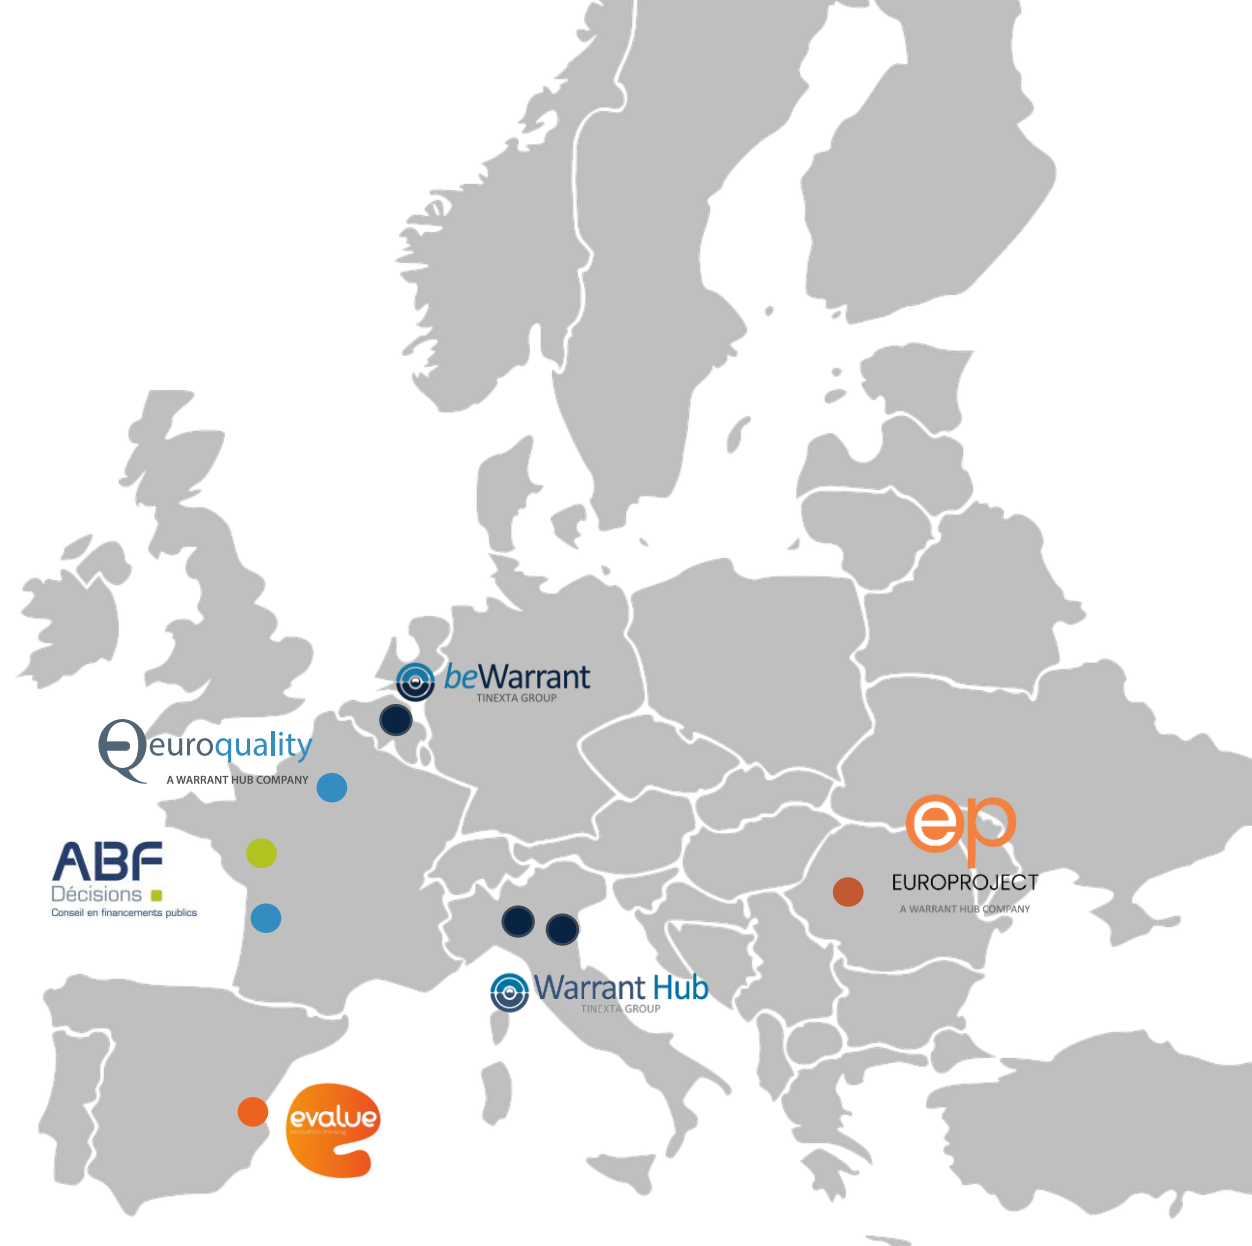 beWarrant
TINEXTA GROUP
euroquality
A WARRANT HUB COMPANY
ABF
Décisions
Conseil en financements publics
ep
EUROPROJECT
A WARRANT HUB COMPANY
Warrant Hub
TINEXTA GROUP
evalue